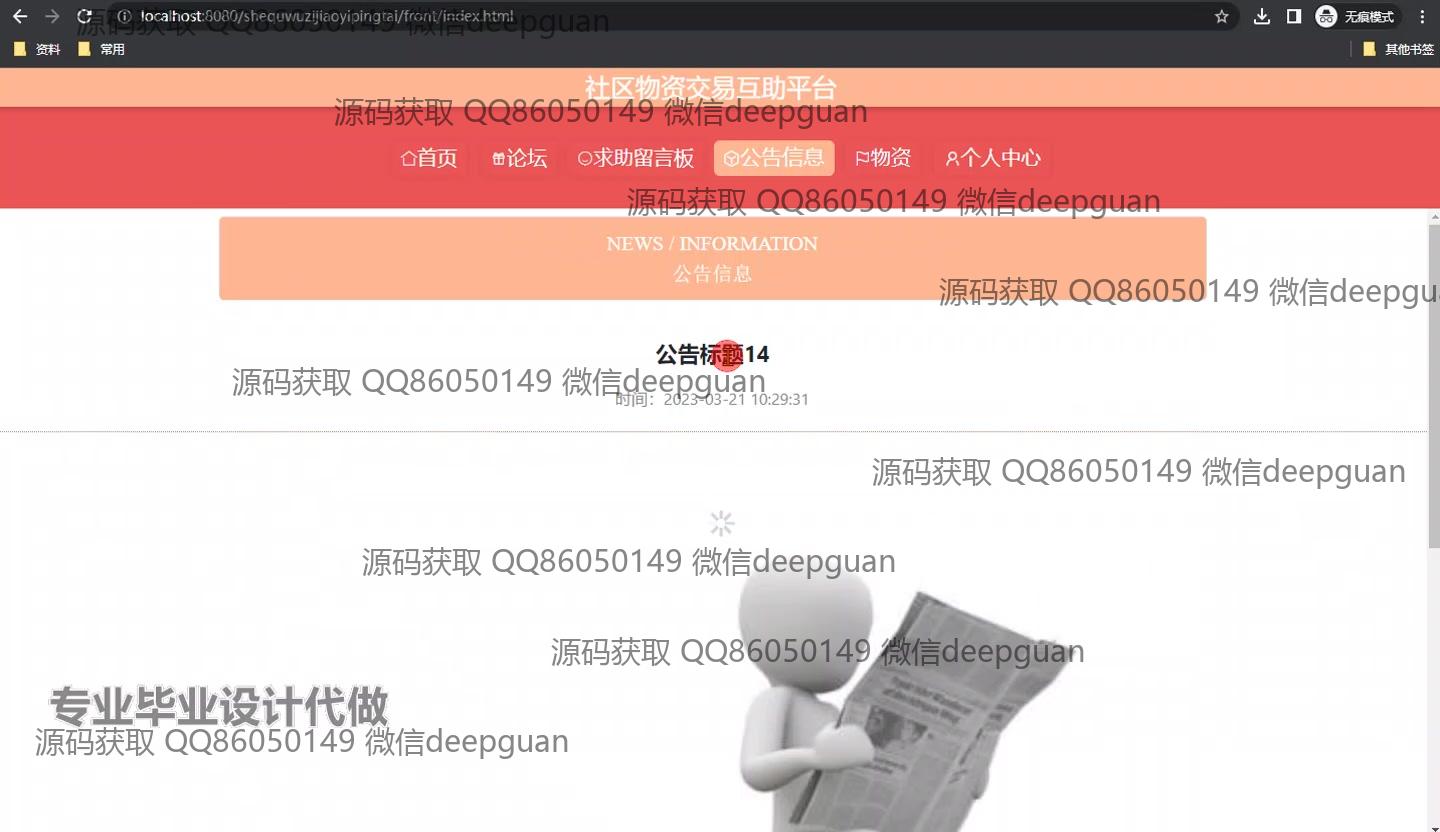 localhost:8080/shequwuzijiaoyipingtai/front/index.html
无痕模式
源码获取 QQ86050149 微信deepguan
资料
常用
其他书签
社区物资交易互助平台
源码获取 QQ86050149 微信deepguan
首页
论坛
求助留言板
公告信息
物资
个人中心
源码获取 QQ86050149 微信deepguan
NEWS / INFORMATION
公告信息
源码获取 QQ86050149 微信deepgu
公告标题14
源码获取 QQ86050149 微信deepguan
时间：2023-03-21 10:29:31
源码获取 QQ86050149 微信deepguan
源码获取 QQ86050149 微信deepguan
源码获取 QQ86050149 微信deepguan
专业毕业设计代做
源码获取 QQ86050149 微信deepguan